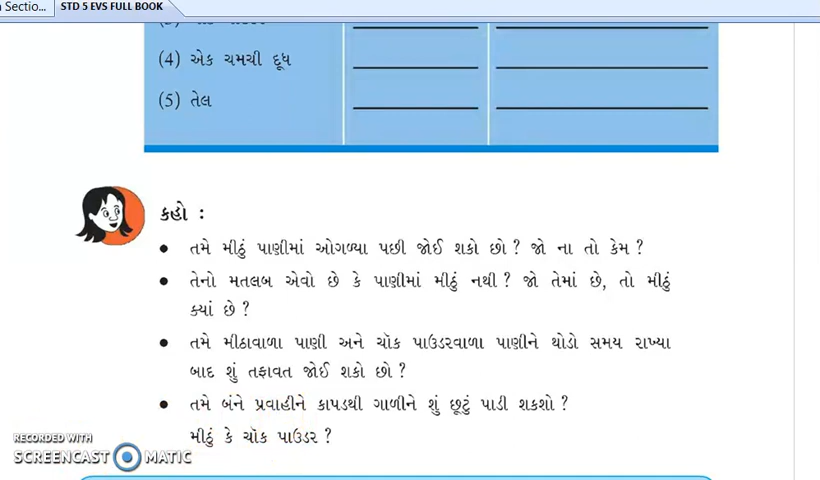 Sectio...
STD 5 EVS FULL BOOK
(4) એક ચમચી દૂધ
(5) તેલ
કહો :
• તમે મીઠું પાણીમાં ઓગળ્યા પછી જોઈ શકો છો ? જો ના તો કેમ ?
• તેનો મતલબ એવો છે કે પાણીમાં મીઠું નથી ? જો તેમાં છે, તો મીઠું
ક્યાં છે ?
• તમે મીઠાવાળા પાણી અને ચૉક પાઉડરવાળા પાણીને થોડો સમય રાખ્યા
બાદ શું તફાવત જોઈ શકો છો ?
• તમે બંને પ્રવાહીને કાપડથી ગાળીને શું છૂટું પાડી શકશો ?
મીઠું કે ચૉક પાઉડર ?
RECORDED WITH
SCREENCAST MATIC